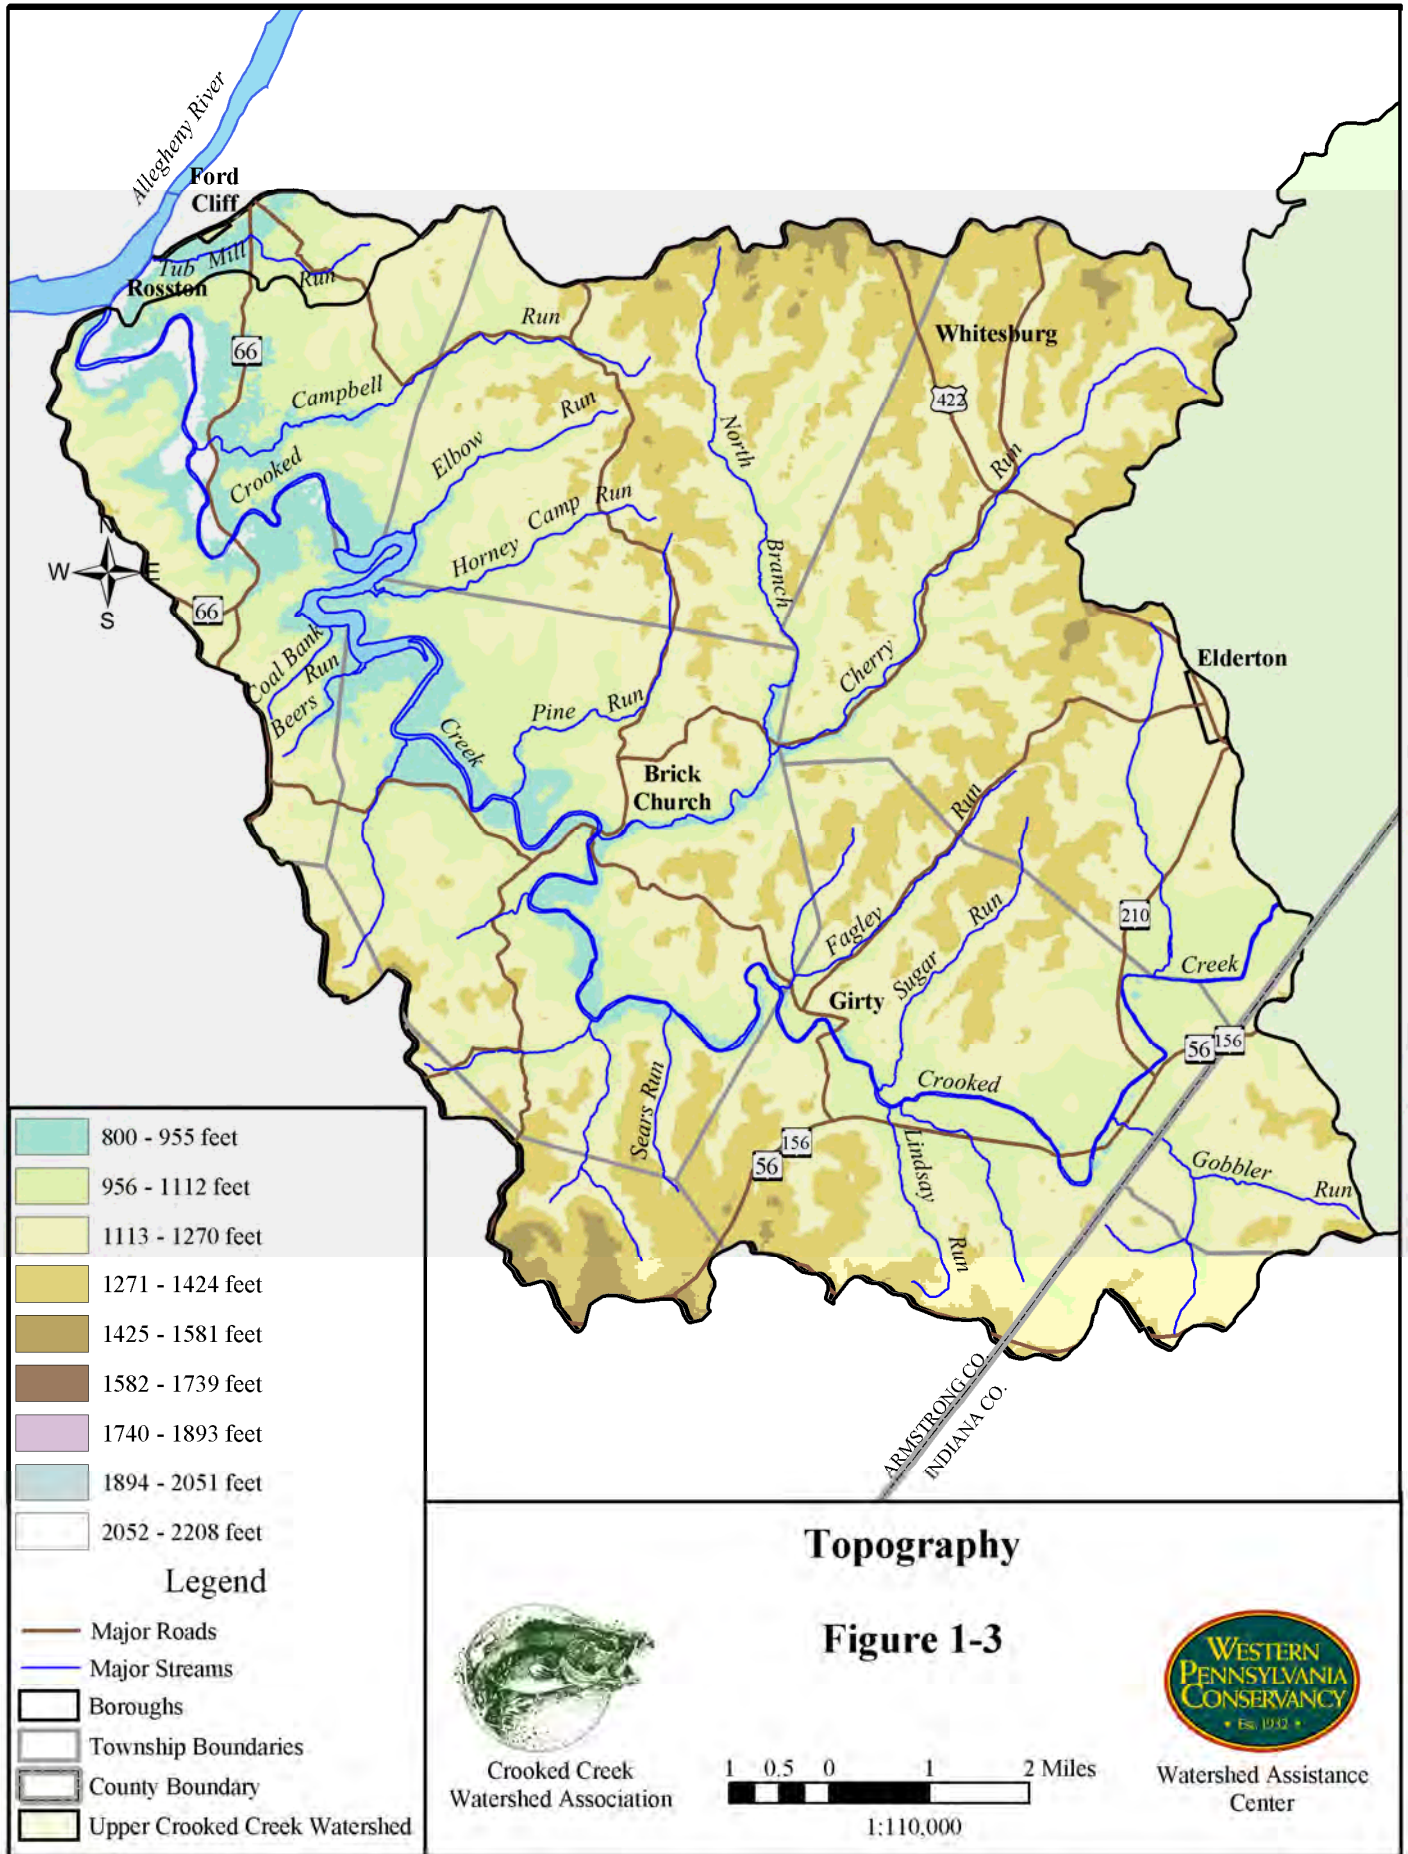 Allegheny River
Ford
Cliff
Tub Mill
Run
Rosston
66
Run
Campbell
Whitesburg
422
Run
Elbow
North
Run
Crooked
Camp Run
Horney
Branch
N
W
E
S
66
Coal Bank
Run
Beers
Cherry
Elderton
Pine Run
Creek
Brick
Church
Run
210
Fagley
Run
Sugar
Creek
Girty
56
156
Crooked
Sears Run
156
56
Lindsay
Run
Gobbler
Run
ARMSTRONG CO.
INDIANA CO.
800 - 955 feet
956 - 1112 feet
1113 - 1270 feet
1271 - 1424 feet
1425 - 1581 feet
1582 - 1739 feet
1740 - 1893 feet
1894 - 2051 feet
2052 - 2208 feet
Legend
Major Roads
Major Streams
Boroughs
Township Boundaries
County Boundary
Upper Crooked Creek Watershed
Topography
Figure 1-3
Crooked Creek
Watershed Association
1 0.5 0 1 2 Miles
1:110,000
WESTERN
PENNSYLVANIA
CONSERVANCY
Est. 1932
Watershed Assistance
Center